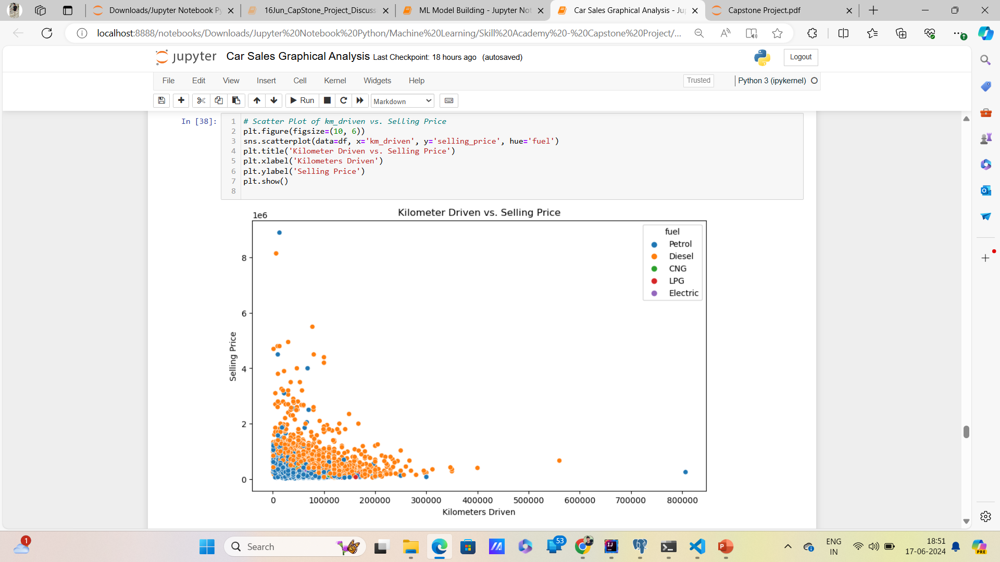 Downloads/Jupyter Notebook Py
16Jun_CapStone_Project_Discuss
ML Model Building - Jupyter Not
Car Sales Graphical Analysis - Ju
Capstone Project.pdf
localhost:8888/notebooks/Downloads/Jupyter%20Notebook%20Python/Machine%20Learning/Skill%20Academy%20-%20Capstone%20Project/...
jupyter Car Sales Graphical Analysis Last Checkpoint: 18 hours ago (autosaved)
Logout
File Edit View Insert Cell Kernel Widgets Help
Trusted
Python 3 (ipykernel)
Run
Markdown
In [38]:
1 # Scatter Plot of km_driven vs. Selling Price
2 plt.figure(figsize=(10, 6))
3 sns.scatterplot(data=df, x='km_driven', y='selling_price', hue='fuel')
4 plt.title('Kilometer Driven vs. Selling Price')
5 plt.xlabel('Kilometers Driven')
6 plt.ylabel('Selling Price')
7 plt.show()
8
1e6
Kilometer Driven vs. Selling Price
fuel
Petrol
Diesel
CNG
LPG
Electric
8
6
4
2
0
Selling Price
0 100000 200000 300000 400000 500000 600000 700000 800000
Kilometers Driven
1
Search
53
ENG
IN
18:51
17-06-2024
PRE